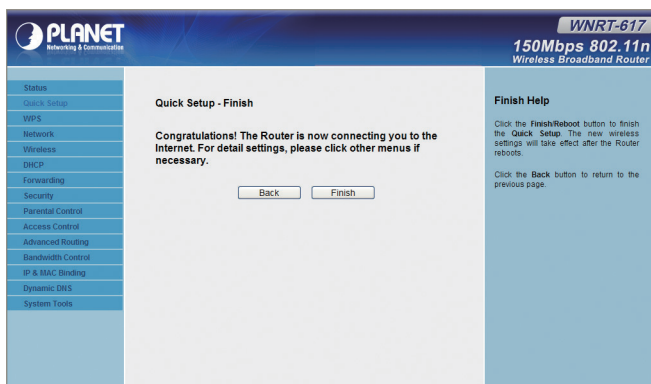 PLANET
Networking & Communication
WNRT-617
150Mbps 802.11n
Wireless Broadband Router
Status
Quick Setup
WPS
Network
Wireless
DHCP
Forwarding
Security
Parental Control
Access Control
Advanced Routing
Bandwidth Control
IP & MAC Binding
Dynamic DNS
System Tools
Quick Setup - Finish
Congratulations! The Router is now connecting you to the
Internet. For detail settings, please click other menus if
necessary.
Back Finish
Finish Help
Click the Finish/Reboot button to finish
the Quick Setup. The new wireless
settings will take effect after the Router
reboots.
Click the Back button to return to the
previous page.